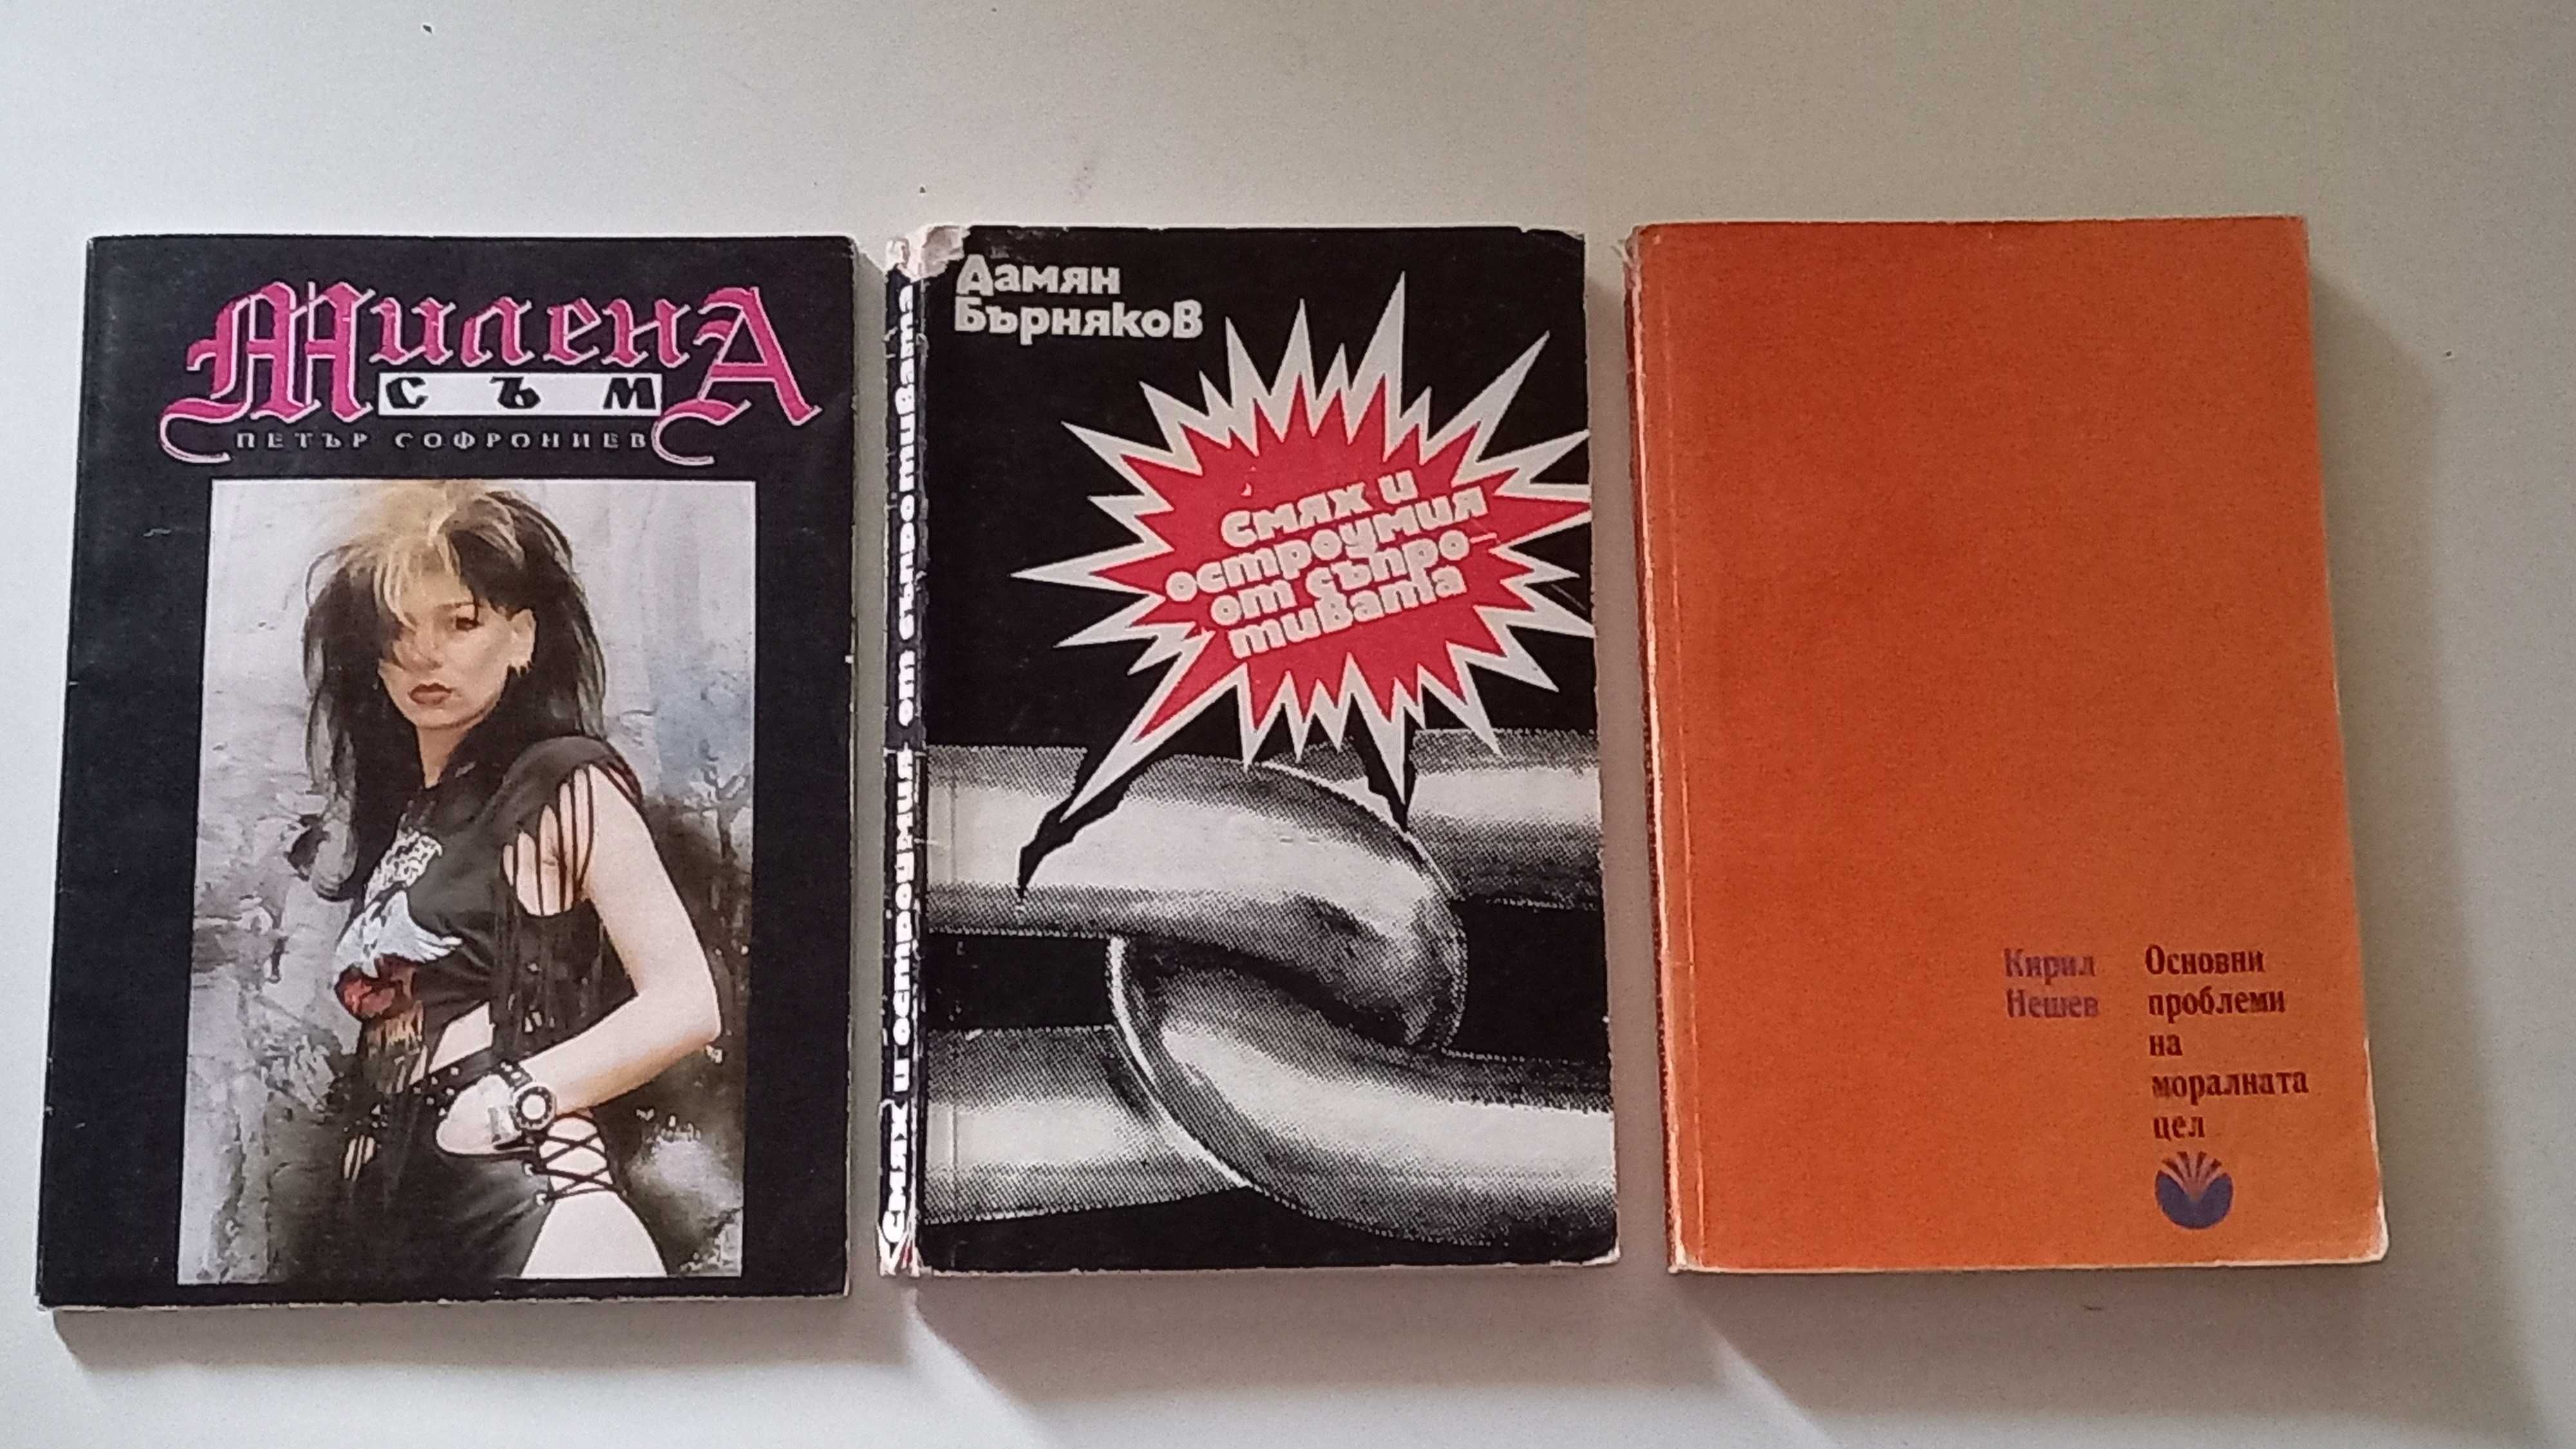 МиленА
СЪМ
ПЕТЪР СОФРОНИЕВ
Смях и остроумия от съпротивата
Дамян
Бърняков
Смях и
остроумия
от съпро-
тивата
Кирил
Нешев
Основни
проблеми
на
моралната
цел